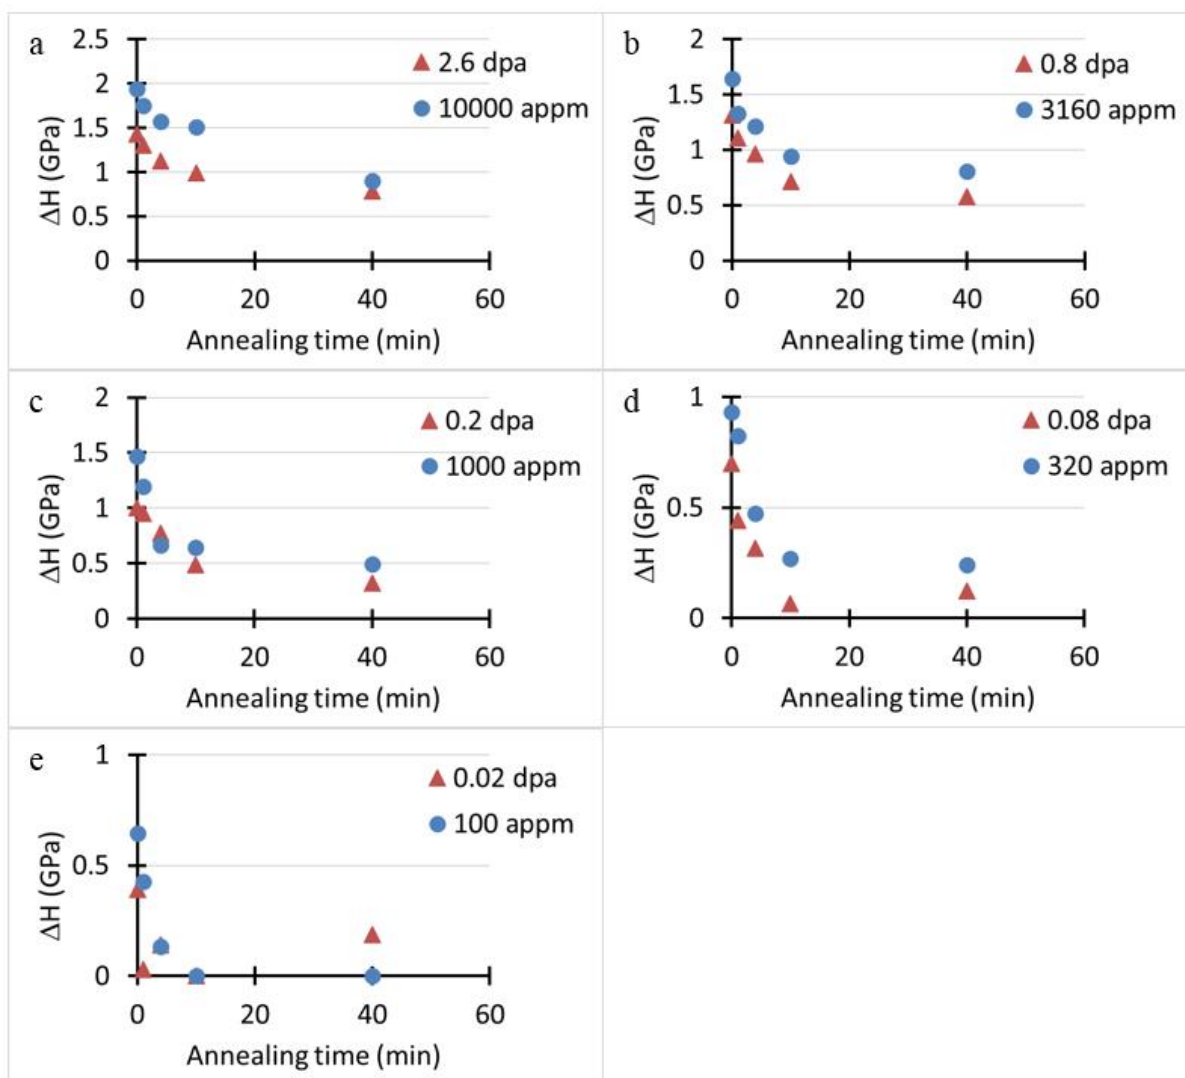 a
2.5
2
1.5
1
0.5
0
ΔH (GPa)
2.6 dpa
10000 appm
0 20 40 60
Annealing time (min)
b
2
1.5
1
0.5
0
ΔH (GPa)
0.8 dpa
3160 appm
0 20 40 60
Annealing time (min)
c
2
1.5
1
0.5
0
ΔH (GPa)
0.2 dpa
1000 appm
0 20 40 60
Annealing time (min)
d
1
0.5
0
ΔH (GPa)
0.08 dpa
320 appm
0 20 40 60
Annealing time (min)
e
1
0.5
0
ΔH (GPa)
0.02 dpa
100 appm
0 20 40 60
Annealing time (min)